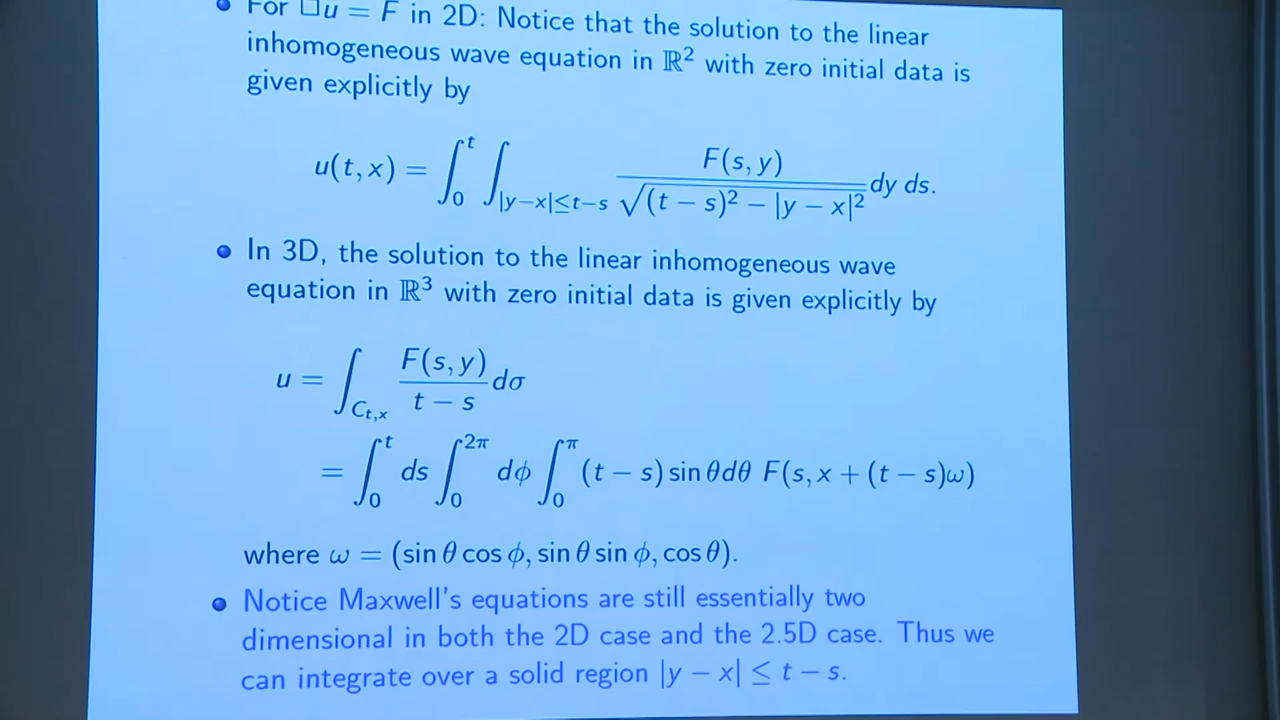 • For □u = F in 2D: Notice that the solution to the linear
inhomogeneous wave equation in ℝ² with zero initial data is
given explicitly by
u(t, x) = ∫₀ᵗ ∫_{|y−x|≤t−s} F(s, y) / √((t − s)² − |y − x|²) dy ds.
• In 3D, the solution to the linear inhomogeneous wave
equation in ℝ³ with zero initial data is given explicitly by
u = ∫_{C_{t,x}} F(s, y) / (t − s) dσ
= ∫₀ᵗ ds ∫₀^{2π} dϕ ∫₀^π (t − s) sin θdθ F(s, x + (t − s)ω)
where ω = (sin θ cos ϕ, sin θ sin ϕ, cos θ).
• Notice Maxwell's equations are still essentially two
dimensional in both the 2D case and the 2.5D case. Thus we
can integrate over a solid region |y − x| ≤ t − s.